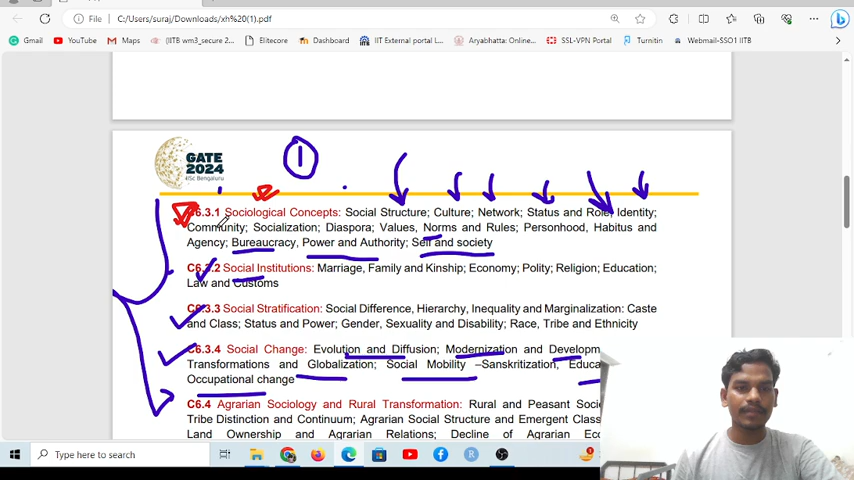 File
C:/Users/suraj/Downloads/xh%20(1).pdf
Gmail
YouTube
Maps
(IITB wm3_secure 2...
Elitecore
Dashboard
IIT External portal L...
Aryabhatta: Online...
SSL-VPN Portal
Turnitin
Webmail-SSO1 IITB
GATE
2024
IISc Bengaluru
1
C6.3.1 Sociological Concepts: Social Structure; Culture; Network; Status and Role; Identity;
Community; Socialization; Diaspora; Values, Norms and Rules; Personhood, Habitus and
Agency; Bureaucracy, Power and Authority; Self and society
C6.3.2 Social Institutions: Marriage, Family and Kinship; Economy; Polity; Religion; Education;
Law and Customs
C6.3.3 Social Stratification: Social Difference, Hierarchy, Inequality and Marginalization: Caste
and Class; Status and Power; Gender, Sexuality and Disability; Race, Tribe and Ethnicity
C6.3.4 Social Change: Evolution and Diffusion; Modernization and Developm
Transformations and Globalization; Social Mobility –Sanskritization, Educa
Occupational change
C6.4 Agrarian Sociology and Rural Transformation: Rural and Peasant Soci
Tribe Distinction and Continuum; Agrarian Social Structure and Emergent Clas
Land Ownership and Agrarian Relations; Decline of Agrarian Ec
Type here to search